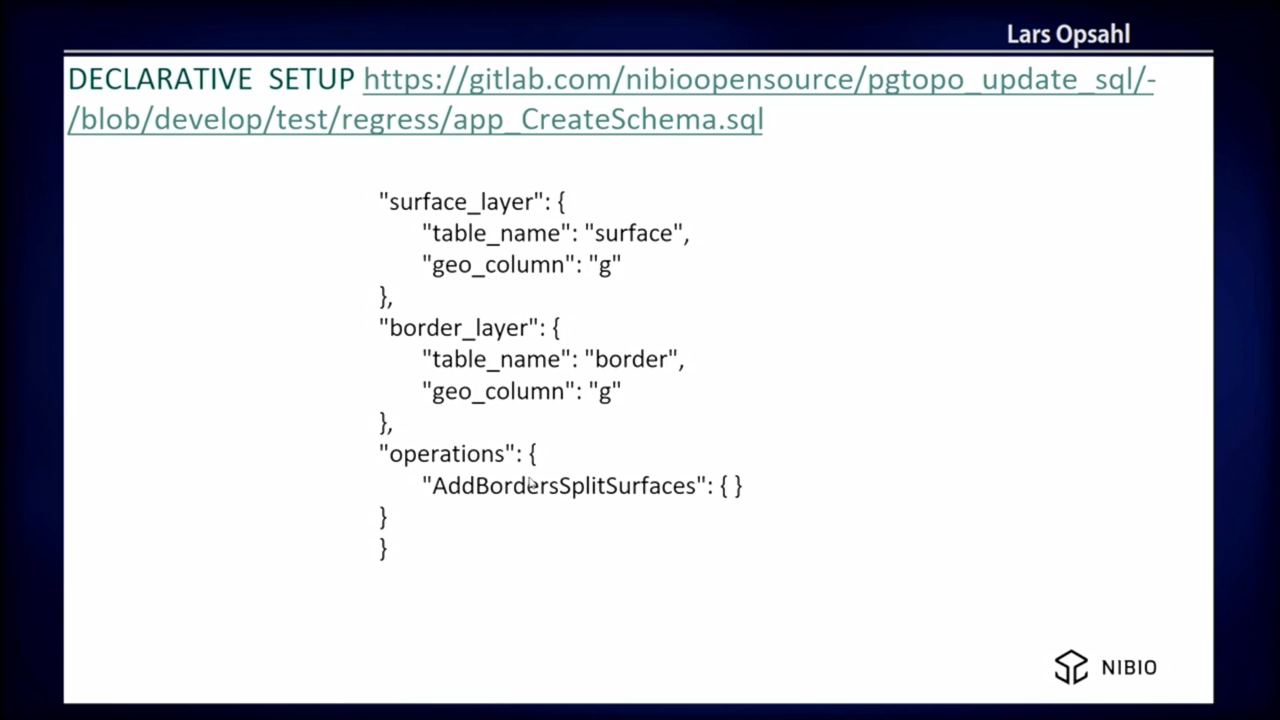 Lars Opsahl
DECLARATIVE SETUP https://gitlab.com/nibioopensource/pgtopo_update_sql/-
/blob/develop/test/regress/app_CreateSchema.sql
"surface_layer": {
"table_name": "surface",
"geo_column": "g"
},
"border_layer": {
"table_name": "border",
"geo_column": "g"
},
"operations": {
"AddBordersSplitSurfaces": { }
}
}
NIBIO